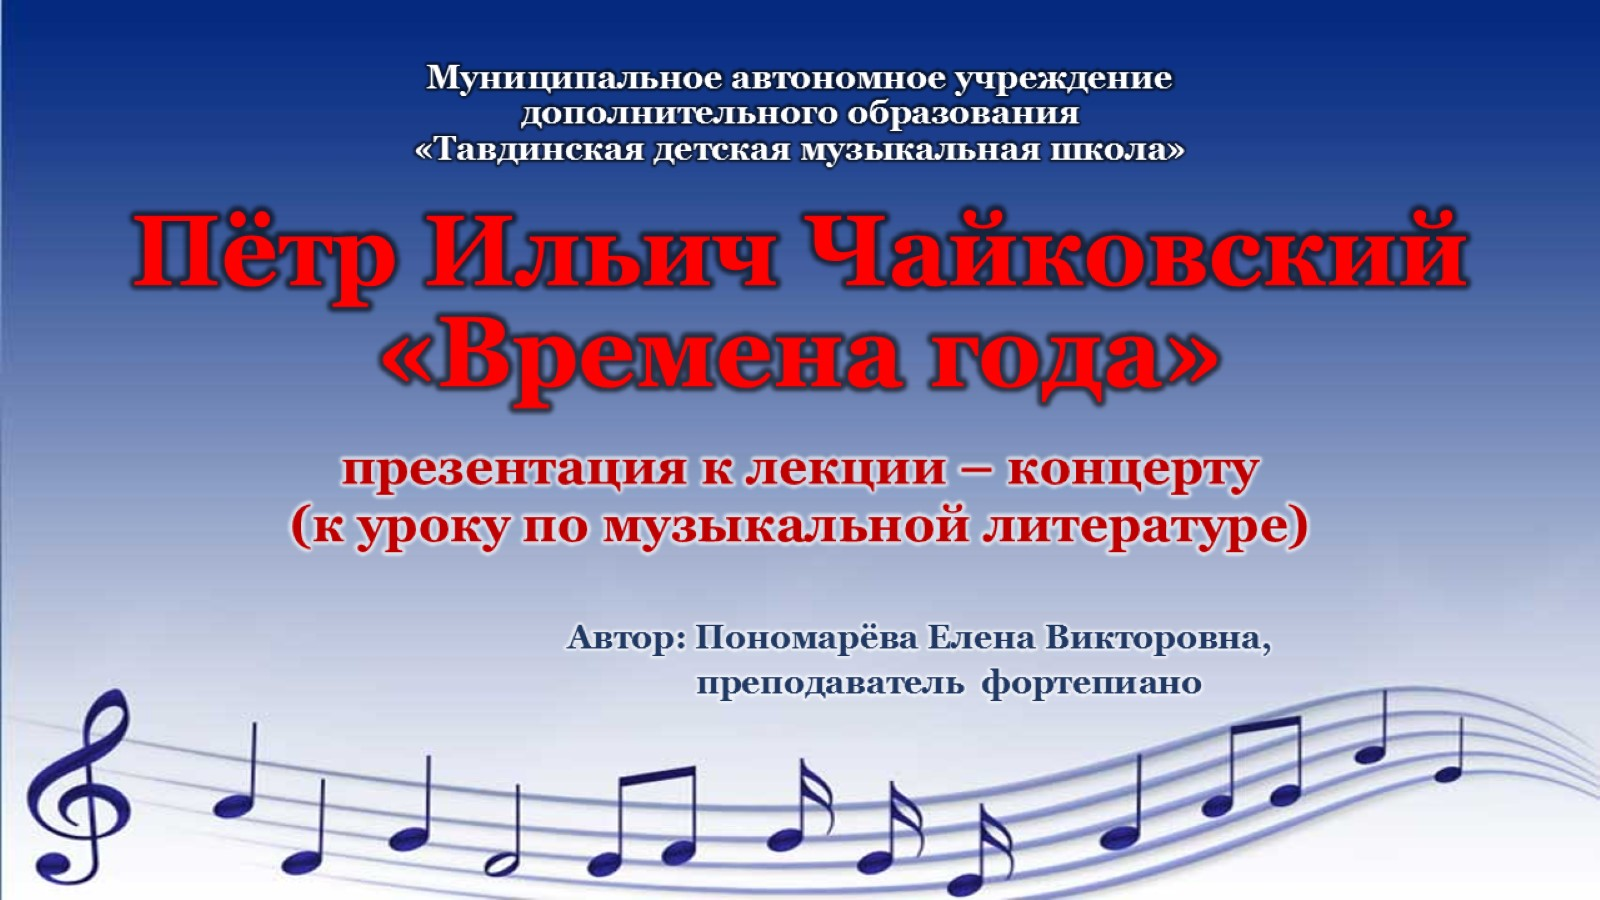 Муниципальное автономное учреждение
дополнительного образования
«Тавдинская детская музыкальная школа»
Пётр Ильич Чайковский
«Времена года»
презентация к лекции – концерту
(к уроку по музыкальной литературе)
Автор: Пономарёва Елена Викторовна,
преподаватель фортепиано